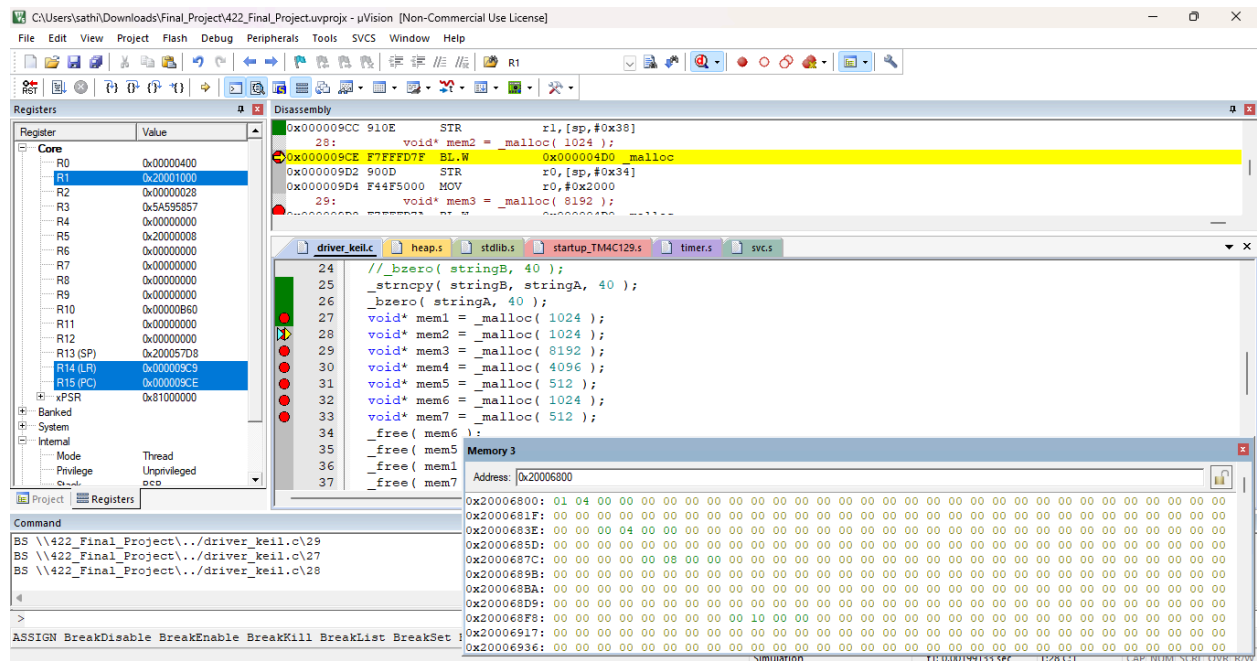 C:\Users\sathi\Downloads\Final_Project\422_Final_Project.uvprojx - µVision [Non-Commercial Use License]
File Edit View Project Flash Debug Peripherals Tools SVCS Window Help
R1
RST
Registers
Register Value
Core
R0 0x00000400
R1 0x20001000
R2 0x00000028
R3 0x5A595857
R4 0x00000000
R5 0x20000008
R6 0x00000000
R7 0x00000000
R8 0x00000000
R9 0x00000000
R10 0x00000B60
R11 0x00000000
R12 0x00000000
R13 (SP) 0x200057D8
R14 (LR) 0x000009C9
R15 (PC) 0x000009CE
xPSR 0x81000000
Banked
System
Internal
Mode Thread
Privilege Unprivileged
Project Registers
Disassembly
0x000009CC 910E STR r1,[sp,#0x38]
28: void* mem2 = _malloc( 1024 );
0x000009CE F7FFFD7F BL.W 0x000004D0 _malloc
0x000009D2 900D STR r0,[sp,#0x34]
0x000009D4 F44F5000 MOV r0,#0x2000
29: void* mem3 = _malloc( 8192 );
driver_keil.c heap.s stdlib.s startup_TM4C129.s timer.s svc.s
24 //_bzero( stringB, 40 );
25 _strncpy( stringB, stringA, 40 );
26 _bzero( stringA, 40 );
27 void* mem1 = _malloc( 1024 );
28 void* mem2 = _malloc( 1024 );
29 void* mem3 = _malloc( 8192 );
30 void* mem4 = _malloc( 4096 );
31 void* mem5 = _malloc( 512 );
32 void* mem6 = _malloc( 1024 );
33 void* mem7 = _malloc( 512 );
34 _free( mem6 );
35 _free( mem5
36 _free( mem1
37 _free( mem7
Command
BS \\422_Final_Project\../driver_keil.c\29
BS \\422_Final_Project\../driver_keil.c\27
BS \\422_Final_Project\../driver_keil.c\28
>
ASSIGN BreakDisable BreakEnable BreakKill BreakList BreakSet
Memory 3
Address: 0x20006800
0x20006800: 01 04 00 00 00 00 00 00 00 00 00 00 00 00 00 00 00 00 00 00 00 00 00 00 00 00 00 00 00 00 00
0x2000681F: 00 00 00 00 00 00 00 00 00 00 00 00 00 00 00 00 00 00 00 00 00 00 00 00 00 00 00 00 00 00 00
0x2000683E: 00 00 00 04 00 00 00 00 00 00 00 00 00 00 00 00 00 00 00 00 00 00 00 00 00 00 00 00 00 00 00
0x2000685D: 00 00 00 00 00 00 00 00 00 00 00 00 00 00 00 00 00 00 00 00 00 00 00 00 00 00 00 00 00 00 00
0x2000687C: 00 00 00 00 00 08 00 00 00 00 00 00 00 00 00 00 00 00 00 00 00 00 00 00 00 00 00 00 00 00 00
0x2000689B: 00 00 00 00 00 00 00 00 00 00 00 00 00 00 00 00 00 00 00 00 00 00 00 00 00 00 00 00 00 00 00
0x200068BA: 00 00 00 00 00 00 00 00 00 00 00 00 00 00 00 00 00 00 00 00 00 00 00 00 00 00 00 00 00 00 00
0x200068D9: 00 00 00 00 00 00 00 00 00 00 00 00 00 00 00 00 00 00 00 00 00 00 00 00 00 00 00 00 00 00 00
0x200068F8: 00 00 00 00 00 00 00 00 00 10 00 00 00 00 00 00 00 00 00 00 00 00 00 00 00 00 00 00 00 00 00
0x20006917: 00 00 00 00 00 00 00 00 00 00 00 00 00 00 00 00 00 00 00 00 00 00 00 00 00 00 00 00 00 00 00
0x20006936: 00 00 00 00 00 00 00 00 00 00 00 00 00 00 00 00 00 00 00 00 00 00 00 00 00 00 00 00 00 00 00
Simulation t1: 0.00199133 sec L:28 C:1 CAP NUM SCRL OVR R/W